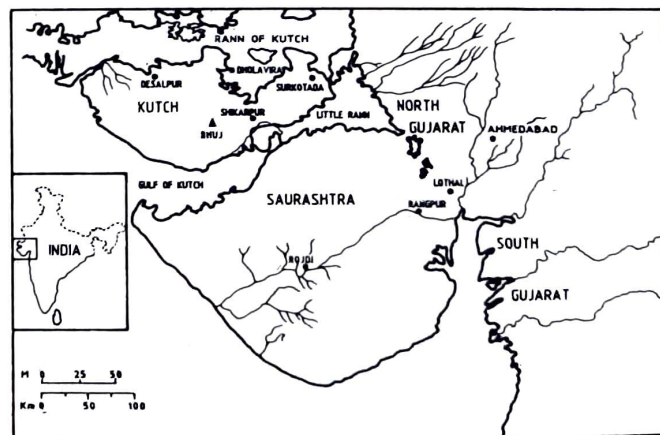 RANN OF KUTCH
DHOLAVIRA
DESALPUR
SURKOTADA
KUTCH
SHIKARPUR
LITTLE RANN
NORTH
GUJARAT
AHMEDABAD
BHUJ
GULF OF KUTCH
SAURASHTRA
LOTHAL
RANGPUR
INDIA
SOUTH
GUJARAT
ROJDI
M 0 25 50
Km 0 50 100